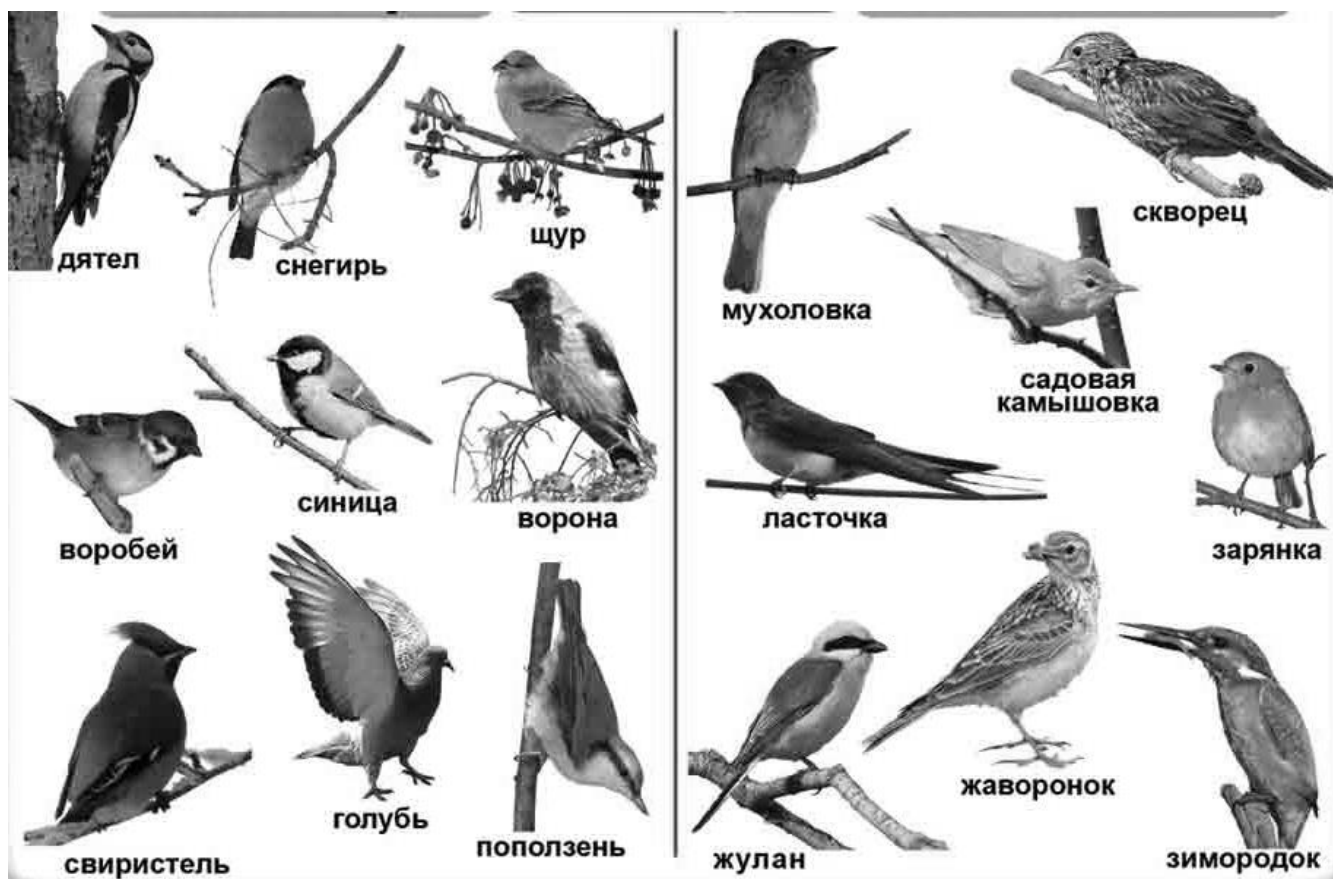 дятел
снегирь
щур
воробей
синица
ворона
свиристель
голубь
поползень
мухоловка
скворец
садовая
камышовка
ласточка
зарянка
жулан
жаворонок
зимородок